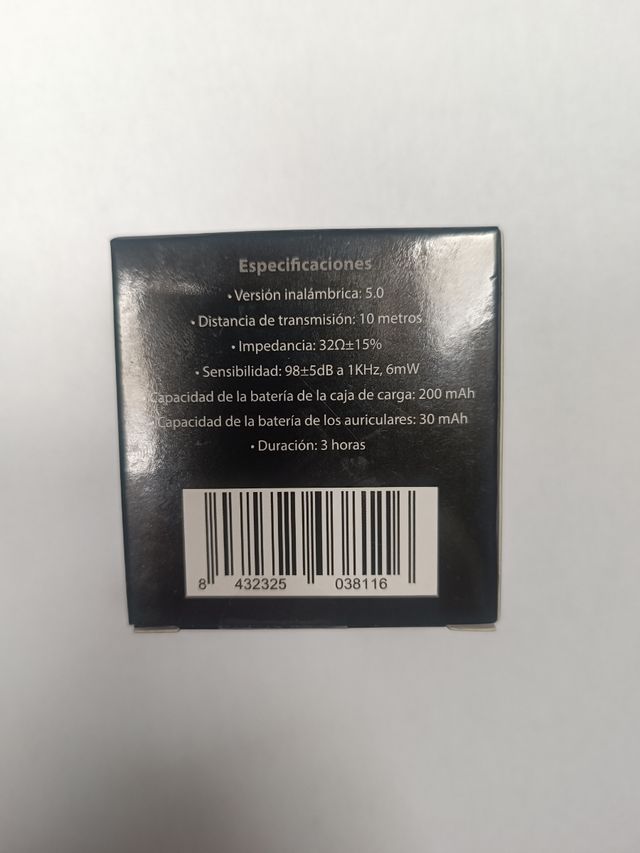 Especificaciones
• Versión inalámbrica: 5.0
• Distancia de transmisión: 10 metros
• Impedancia: 32Ω±15%
• Sensibilidad: 98±5dB a 1KHz, 6mW
• Capacidad de la batería de la caja de carga: 200 mAh
• Capacidad de la batería de los auriculares: 30 mAh
• Duración: 3 horas
8 432325 038116